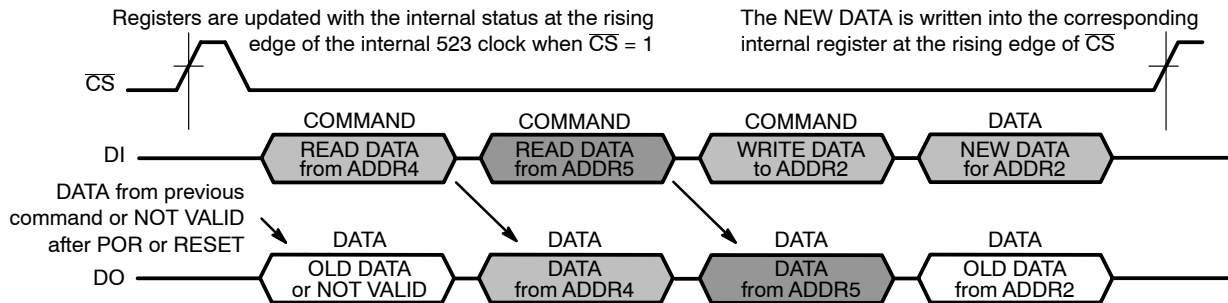 Registers are updated with the internal status at the rising
edge of the internal 523 clock when C̅S̅ = 1
The NEW DATA is written into the corresponding
internal register at the rising edge of C̅S̅
C̅S̅
COMMAND
COMMAND
COMMAND
DATA
DI
READ DATA
from ADDR4
READ DATA
from ADDR5
WRITE DATA
to ADDR2
NEW DATA
for ADDR2
DATA from previous
command or NOT VALID
after POR or RESET
DATA
DATA
DATA
DATA
DO
OLD DATA
or NOT VALID
DATA
from ADDR4
DATA
from ADDR5
OLD DATA
from ADDR2